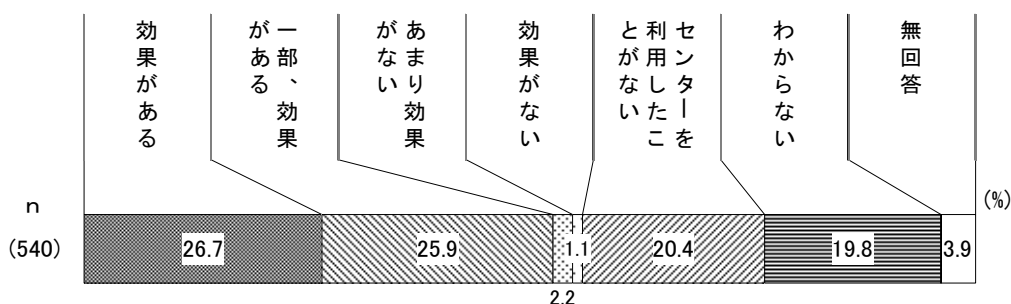 効果がある
一部、効果
がある
あまり効果
がない
効果がない
センターを
利用したこ
とがない
わからない
無回答
(%)
n
(540)
26.7
25.9
1.1
20.4
19.8
3.9
2.2